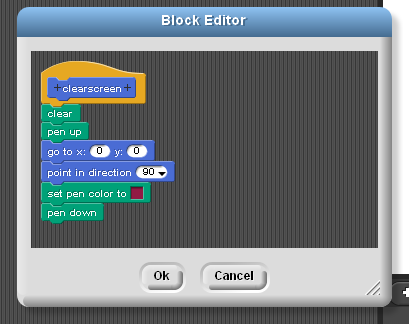 Block Editor
+ clearscreen +
clear
pen up
go to x: 0 y: 0
point in direction 90
set pen color to
pen down
Ok Cancel